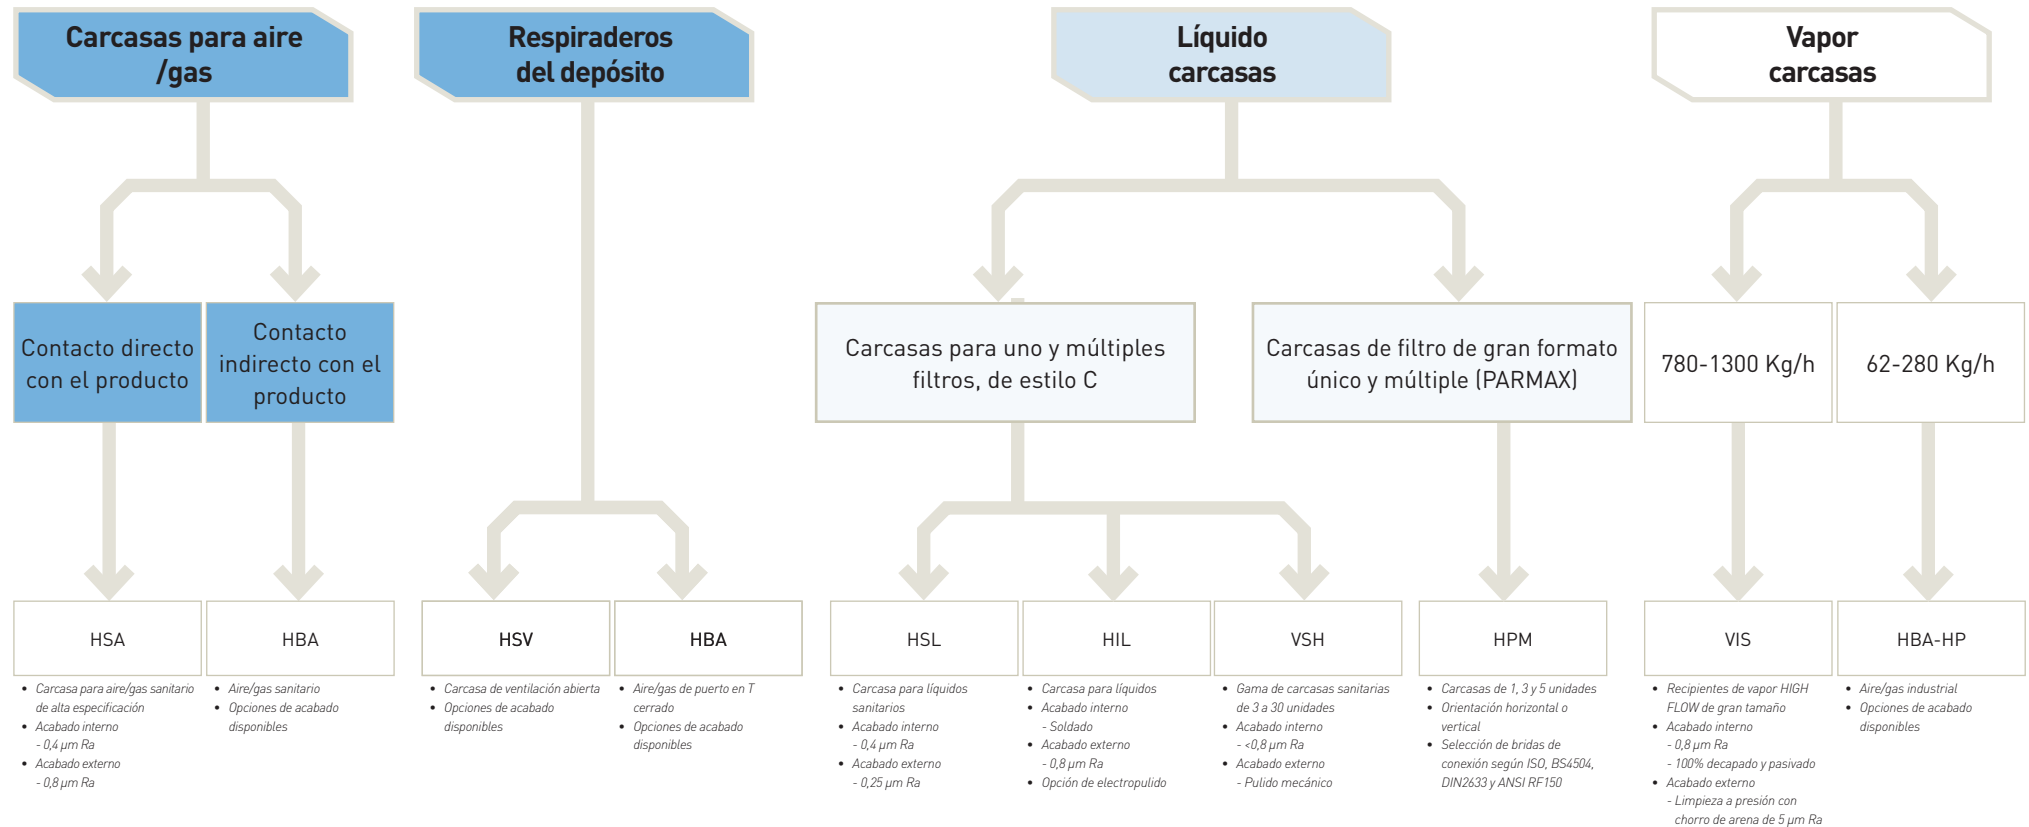 Carcasas para aire
/gas
Respiraderos
del depósito
Líquido
carcasas
Vapor
carcasas
Contacto directo
con el producto
Contacto
indirecto con el
producto
Carcasas para uno y múltiples
filtros, de estilo C
Carcasas de filtro de gran formato
único y múltiple (PARMAX)
780-1300 Kg/h
62-280 Kg/h
HSA
• Carcasa para aire/gas sanitario
de alta especificación
• Acabado interno
- 0,4 µm Ra
• Acabado externo
- 0,8 µm Ra
HBA
• Aire/gas sanitario
• Opciones de acabado
disponibles
HSV
• Carcasa de ventilación abierta
• Opciones de acabado
disponibles
HBA
• Aire/gas de puerto en T
cerrado
• Opciones de acabado
disponibles
HSL
• Carcasa para líquidos
sanitarios
• Acabado interno
- 0,4 µm Ra
• Acabado externo
- 0,25 µm Ra
HIL
• Carcasa para líquidos
• Acabado interno
- Soldado
• Acabado externo
- 0,8 µm Ra
• Opción de electropulido
VSH
• Gama de carcasas sanitarias
de 3 a 30 unidades
• Acabado interno
- <0,8 µm Ra
• Acabado externo
- Pulido mecánico
HPM
• Carcasas de 1, 3 y 5 unidades
• Orientación horizontal o
vertical
• Selección de bridas de
conexión según ISO, BS4504,
DIN2633 y ANSI RF150
VIS
• Recipientes de vapor HIGH
FLOW de gran tamaño
• Acabado interno
- 0,8 µm Ra
- 100% decapado y pasivado
• Acabado externo
- Limpieza a presión con
chorro de arena de 5 µm Ra
HBA-HP
• Aire/gas industrial
• Opciones de acabado
disponibles